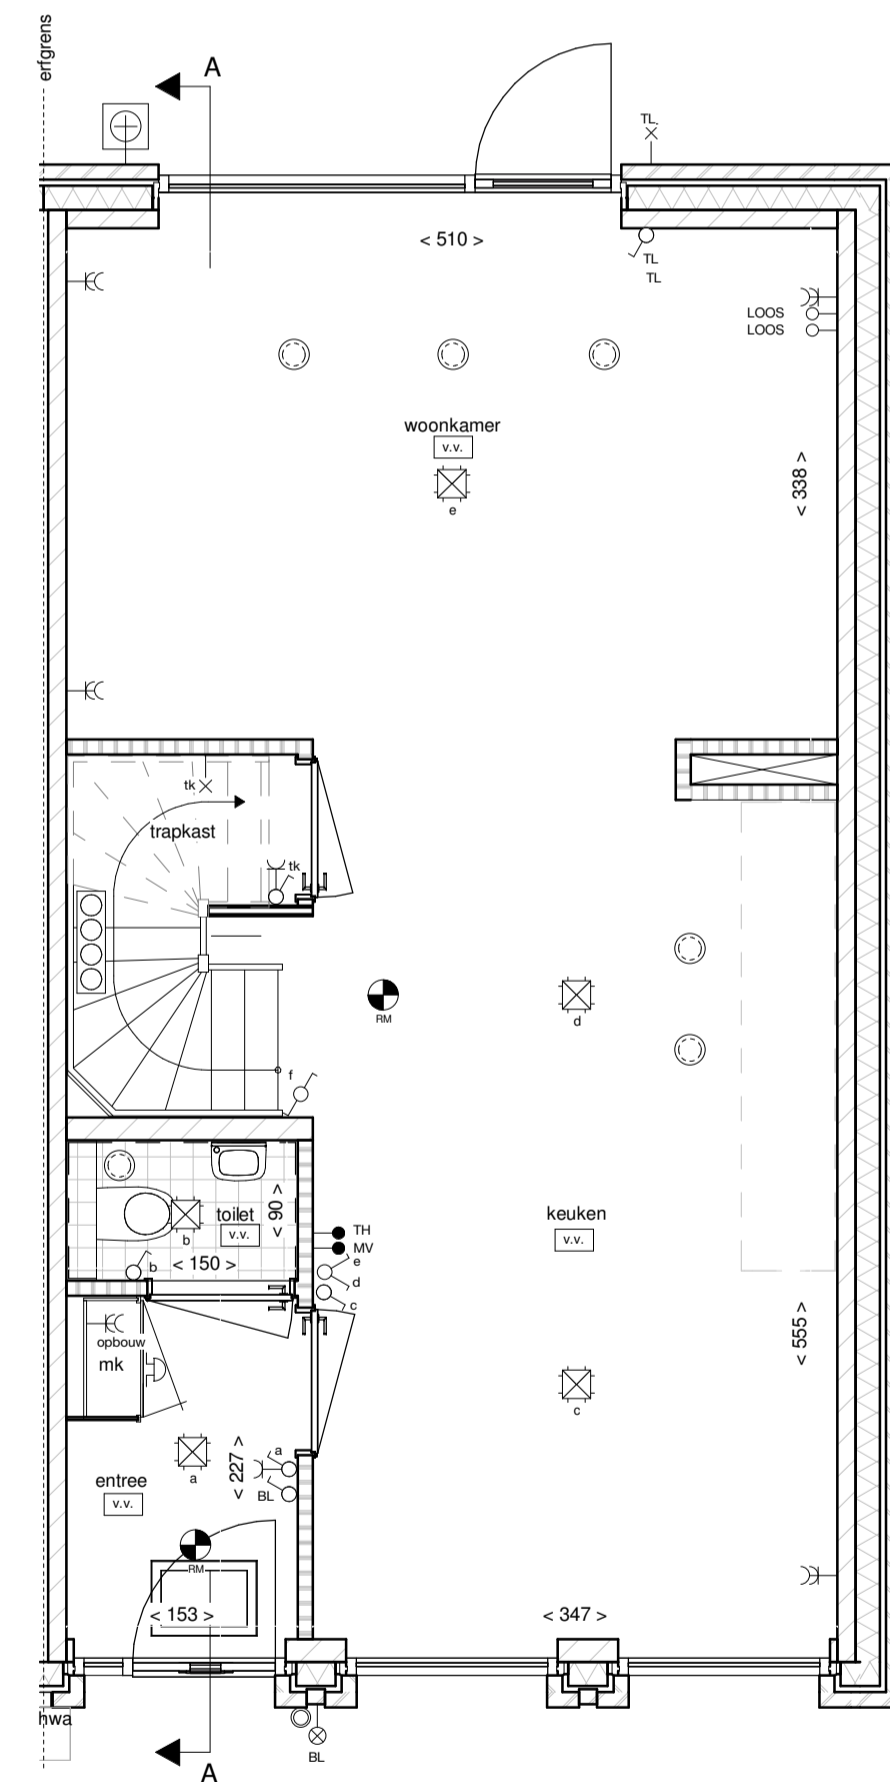 erfgrens
A
TL.
< 510 >
TL
TL
LOOS
LOOS
woonkamer
v.v.
e
< 338 >
tk
trapkast
tk
RM
d
f
toilet
v.v.
b
< 90 >
b
< 150 >
TH
MV
e
d
c
keuken
v.v.
opbouw
mk
< 555 >
c
a
a
< 227 >
BL
entree
v.v.
RM
< 153 >
< 347 >
hwa
BL
A